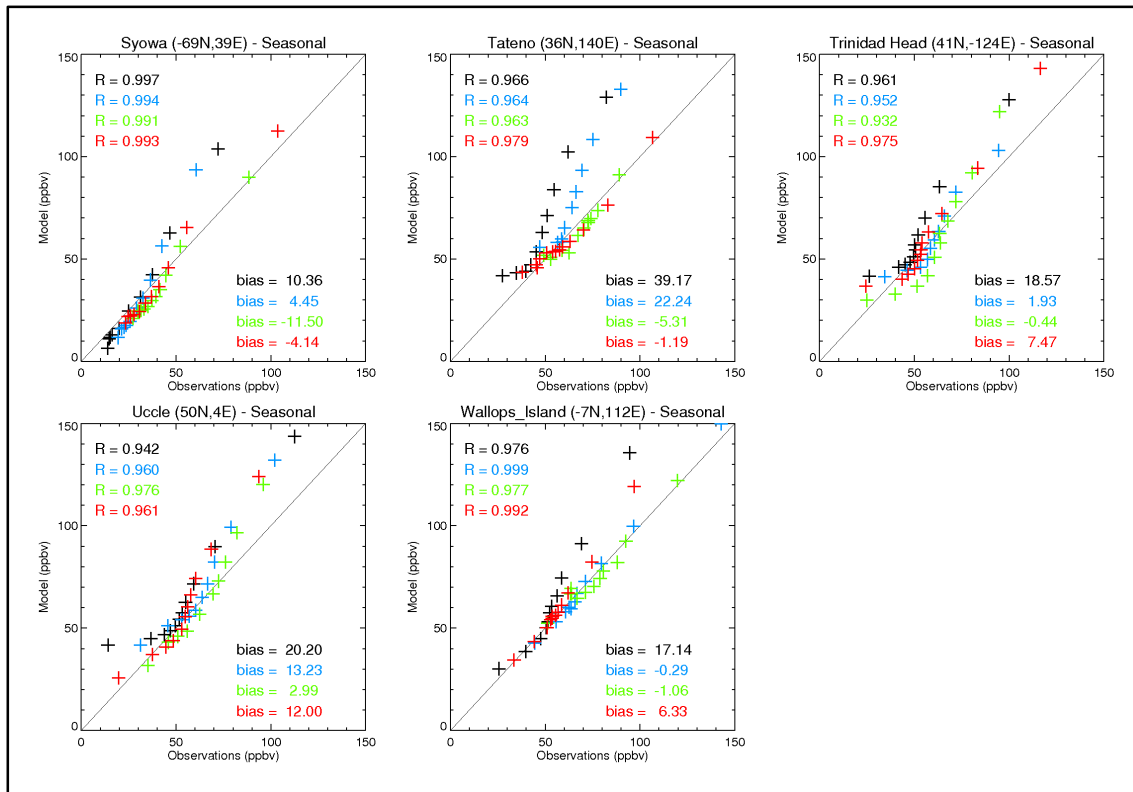 Syowa (-69N,39E) - Seasonal
150
100
50
0
Model (ppbv)
R = 0.997
R = 0.994
R = 0.991
R = 0.993
bias = 10.36
bias = 4.45
bias = -11.50
bias = -4.14
0 50 100 150
Observations (ppbv)
Tateno (36N,140E) - Seasonal
150
100
50
0
Model (ppbv)
R = 0.966
R = 0.964
R = 0.963
R = 0.979
bias = 39.17
bias = 22.24
bias = -5.31
bias = -1.19
0 50 100 150
Observations (ppbv)
Trinidad Head (41N,-124E) - Seasonal
150
100
50
0
Model (ppbv)
R = 0.961
R = 0.952
R = 0.932
R = 0.975
bias = 18.57
bias = 1.93
bias = -0.44
bias = 7.47
0 50 100 150
Observations (ppbv)
Uccle (50N,4E) - Seasonal
150
100
50
0
Model (ppbv)
R = 0.942
R = 0.960
R = 0.976
R = 0.961
bias = 20.20
bias = 13.23
bias = 2.99
bias = 12.00
0 50 100 150
Observations (ppbv)
Wallops_Island (-7N,112E) - Seasonal
150
100
50
0
Model (ppbv)
R = 0.976
R = 0.999
R = 0.977
R = 0.992
bias = 17.14
bias = -0.29
bias = -1.06
bias = 6.33
0 50 100 150
Observations (ppbv)